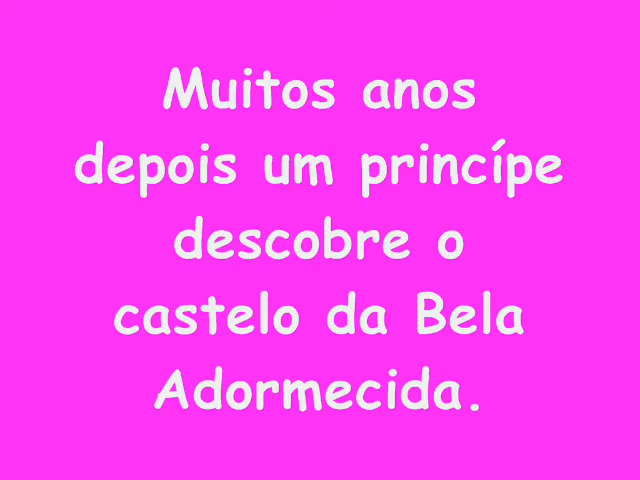 Muitos anos
depois um princípe
descobre o
castelo da Bela
Adormecida.